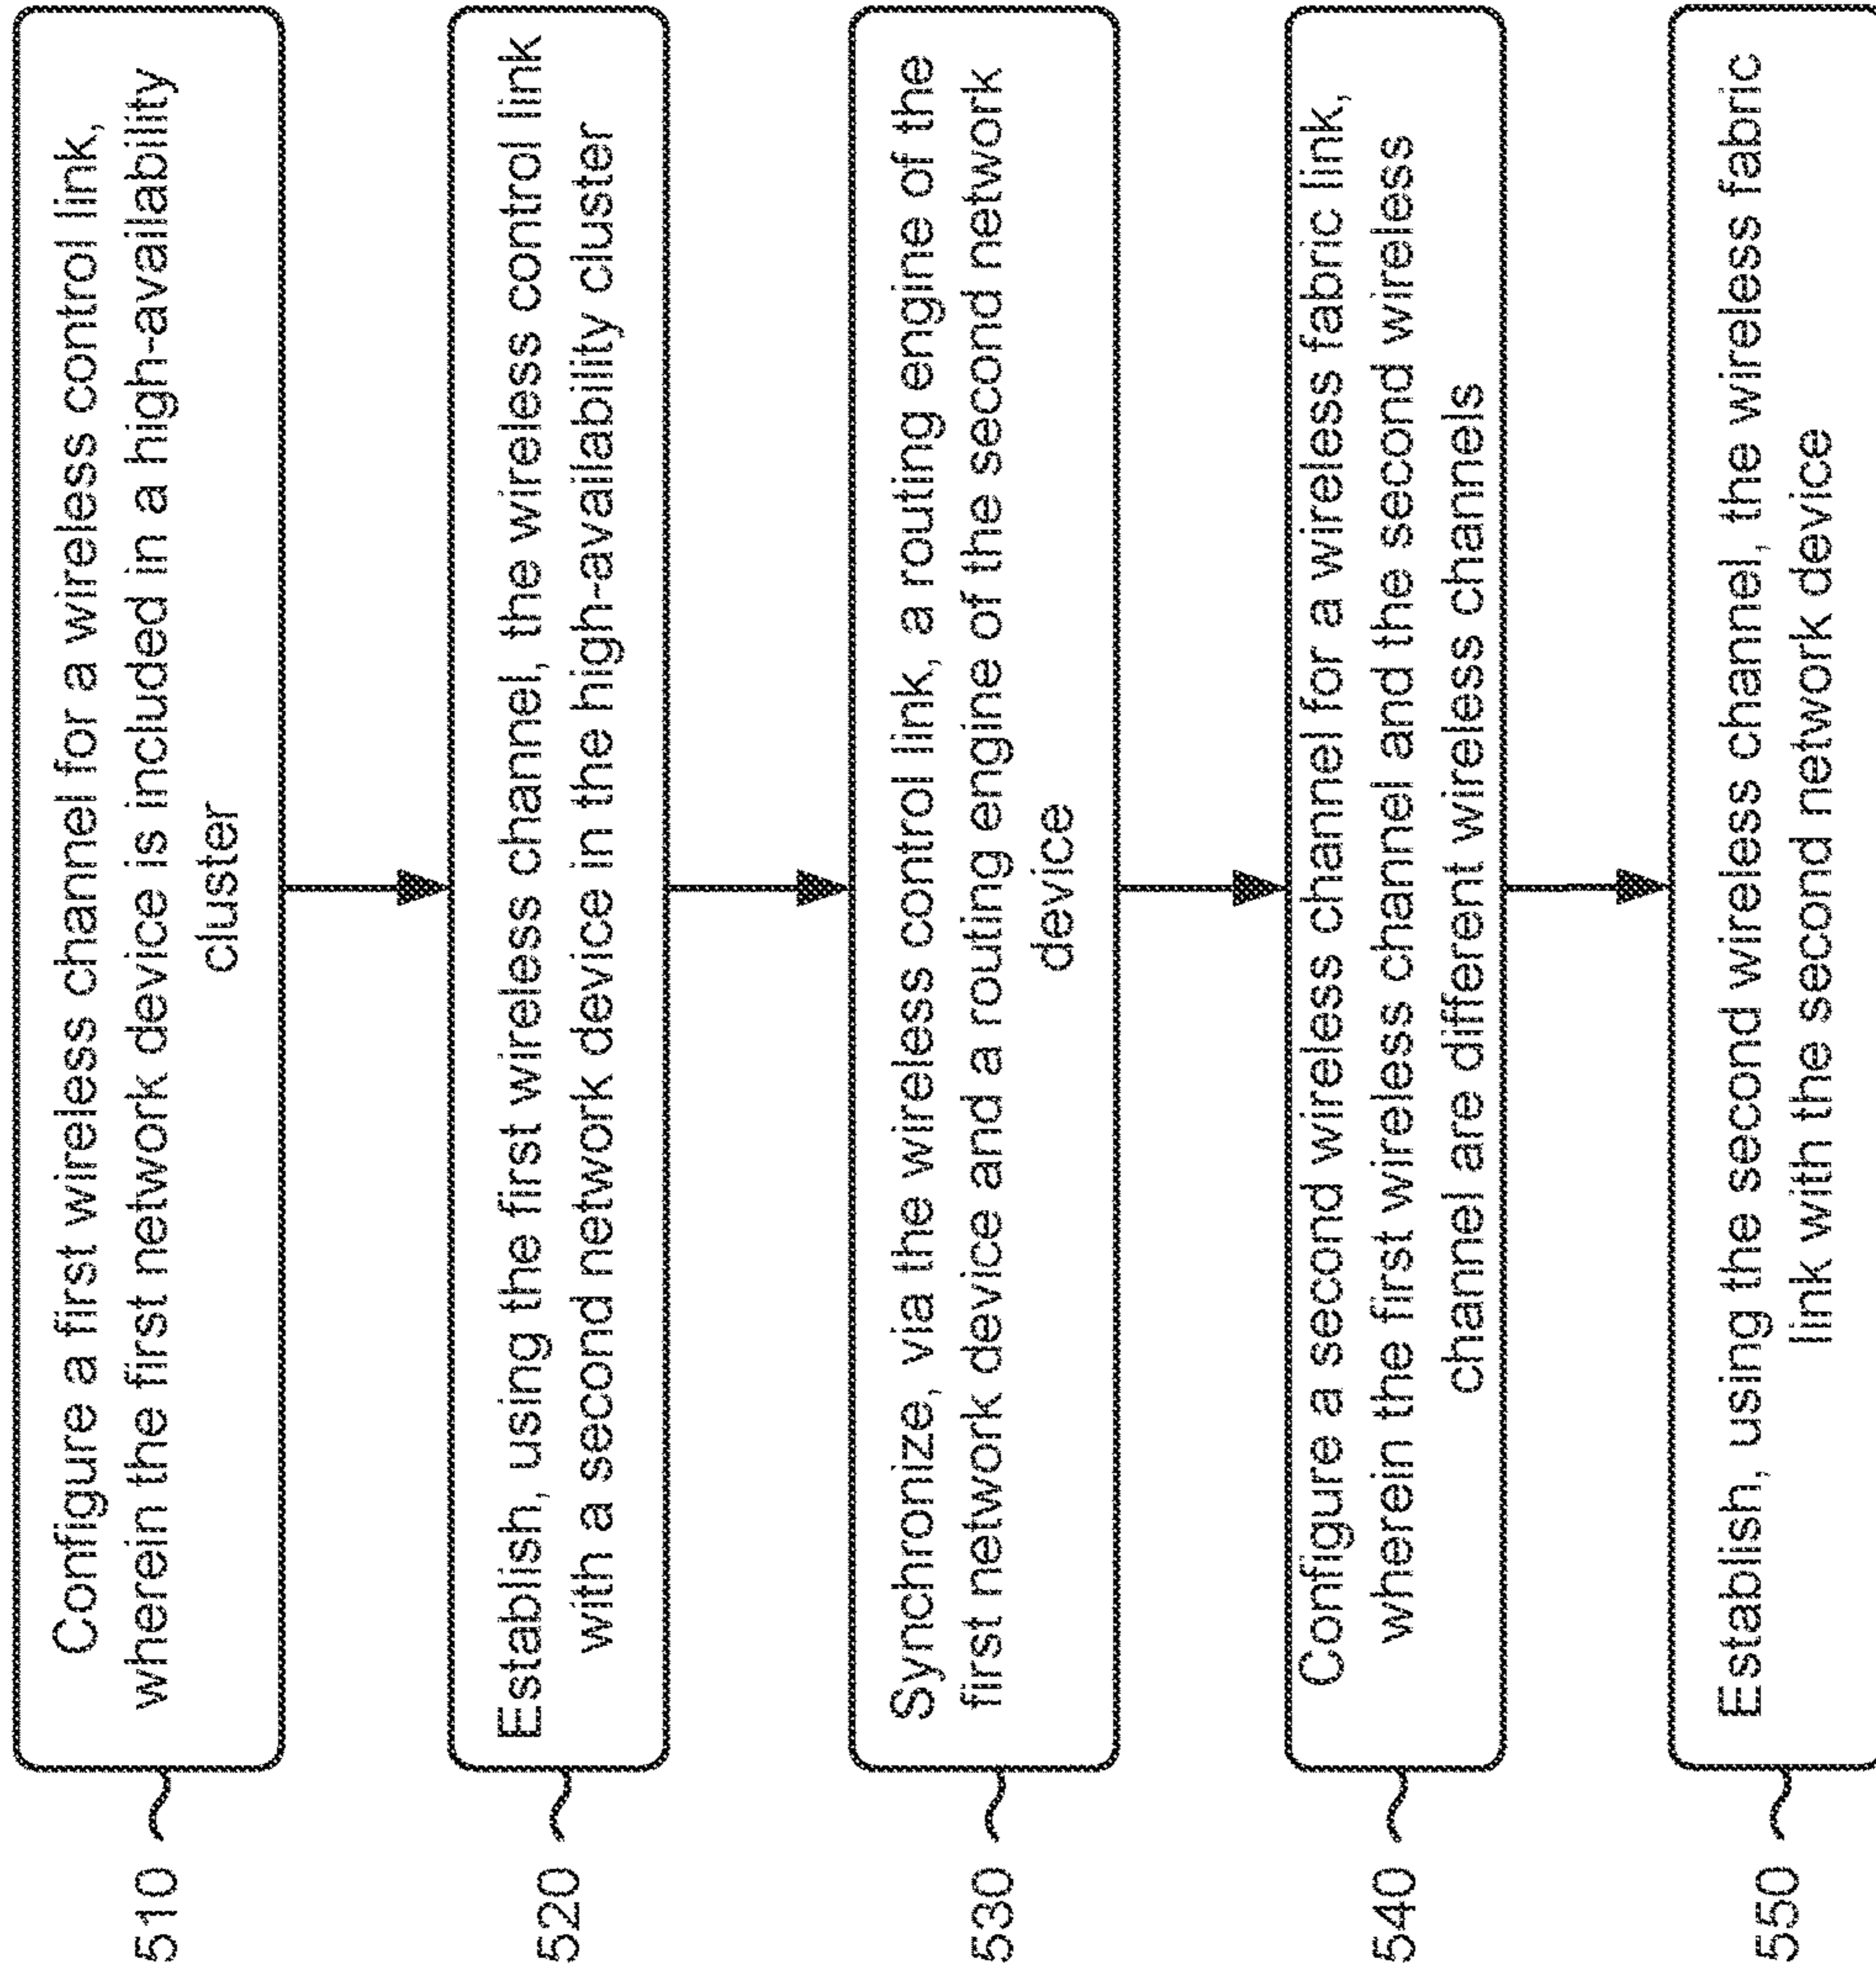 510
Configure a first wireless channel for a wireless control link,
wherein the first network device is included in a high-availability
cluster
520
Establish, using the first wireless channel, the wireless control link
with a second network device in the high-availability cluster
530
Synchronize, via the wireless control link, a routing engine of the
first network device and a routing engine of the second network
device
540
Configure a second wireless channel for a wireless fabric link,
wherein the first wireless channel and the second wireless
channel are different wireless channels
550
Establish, using the second wireless channel, the wireless fabric
link with the second network device